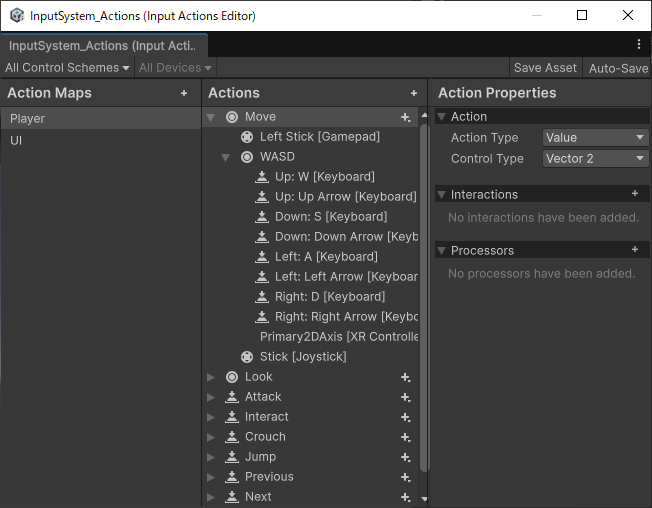 InputSystem_Actions (Input Actions Editor)
InputSystem_Actions (Input Acti..
All Control Schemes
All Devices
Save Asset
Auto-Save
Action Maps +
Player
UI
Actions +
Move
Left Stick [Gamepad]
WASD
Up: W [Keyboard]
Up: Up Arrow [Keyboard]
Down: S [Keyboard]
Down: Down Arrow [Keyb
Left: A [Keyboard]
Left: Left Arrow [Keyboard]
Right: D [Keyboard]
Right: Right Arrow [Keybo
Primary2DAxis [XR Controlle
Stick [Joystick]
Look
Attack
Interact
Crouch
Jump
Previous
Next
Action Properties
Action
Action Type Value
Control Type Vector 2
Interactions +
No interactions have been added.
Processors +
No processors have been added.